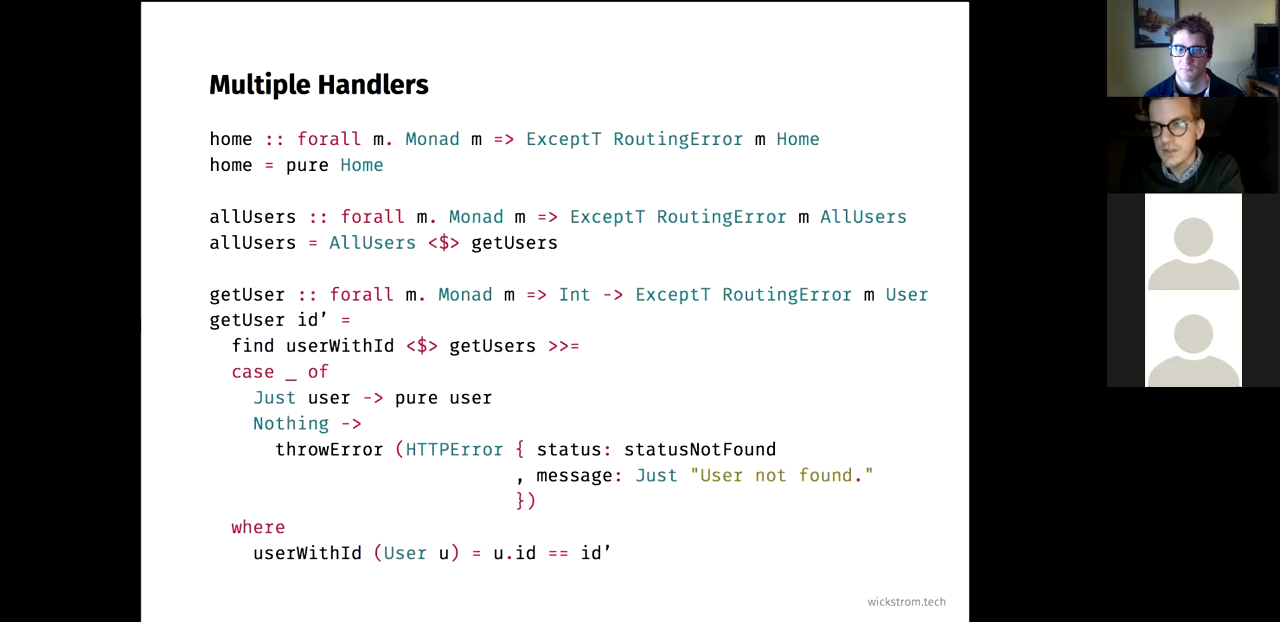 Multiple Handlers
home :: forall m. Monad m => ExceptT RoutingError m Home
home = pure Home
allUsers :: forall m. Monad m => ExceptT RoutingError m AllUsers
allUsers = AllUsers <$> getUsers
getUser :: forall m. Monad m => Int -> ExceptT RoutingError m User
getUser id’ =
  find userWithId <$> getUsers >>=
  case _ of
    Just user -> pure user
    Nothing ->
      throwError (HTTPError { status: statusNotFound
                            , message: Just "User not found."
                            })
  where
    userWithId (User u) = u.id == id’
wickstrom.tech